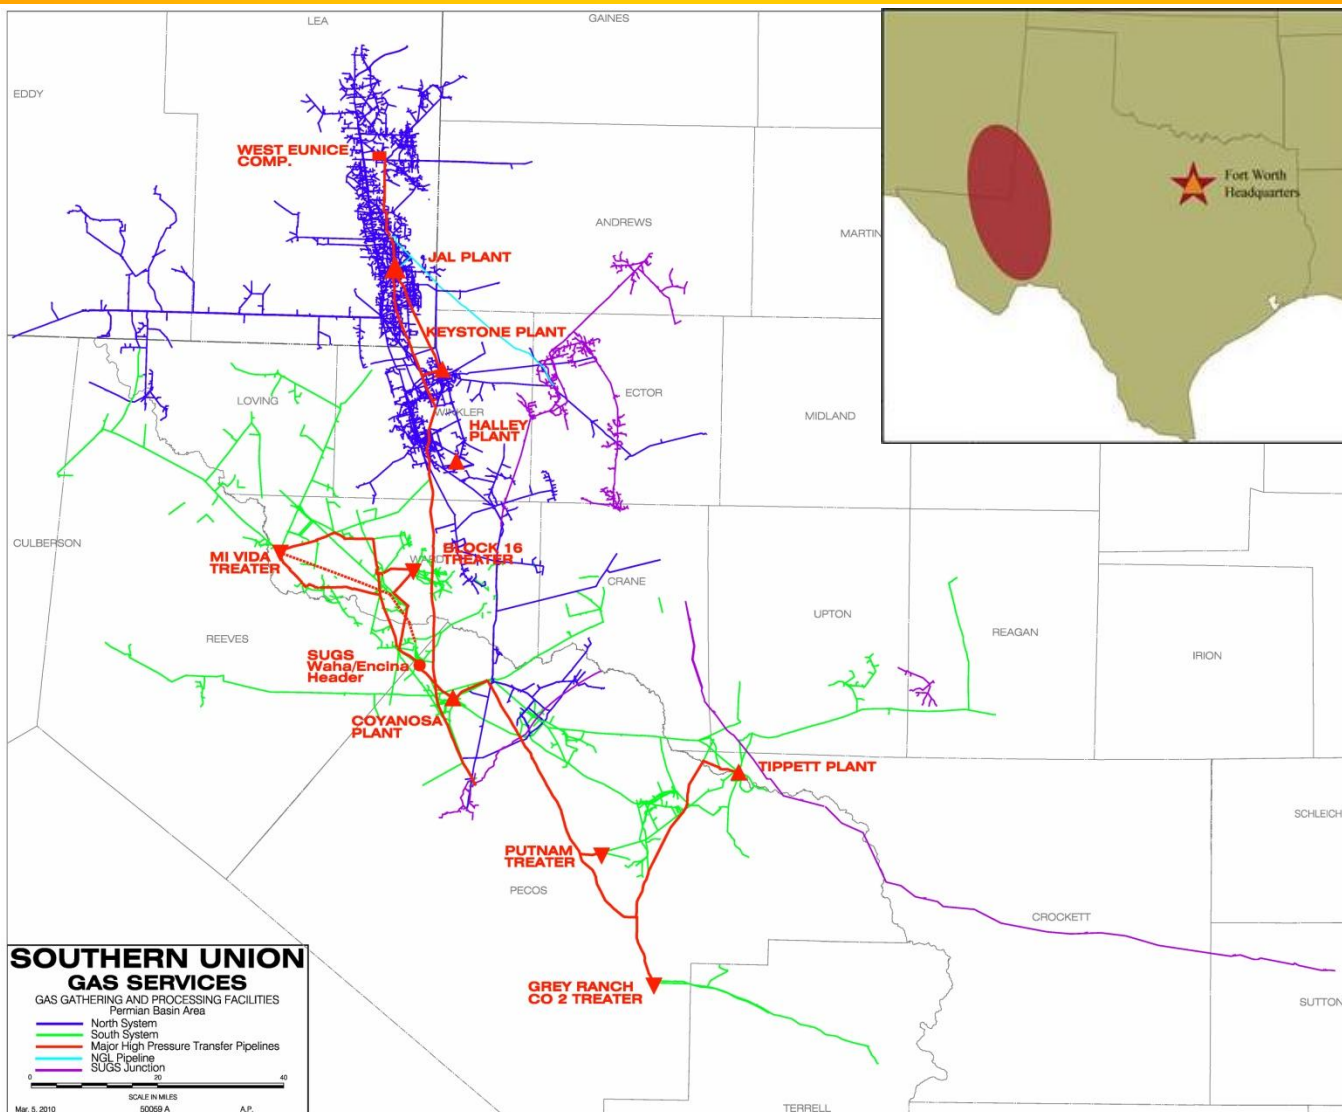 LEA
GAINES
EDDY
WEST EUNICE
COMP.
Fort Worth
Headquarters
ANDREWS
MARTIN
JAL PLANT
KEYSTONE PLANT
LOVING
ECTOR
WINKLER
MIDLAND
HALLEY
PLANT
CULBERSON
MI VIDA
TREATER
BLOCK 16
TREATER
CRANE
UPTON
REEVES
REAGAN
IRION
SUGS
Waha/Encina
Header
COYANOSA
PLANT
TIPPETT PLANT
SCHLEICH
PUTNAM
TREATER
PECOS
CROCKETT
GREY RANCH
CO 2 TREATER
SUTTON
TERRELL
SOUTHERN UNION
GAS SERVICES
GAS GATHERING AND PROCESSING FACILITIES
Permian Basin Area
North System
South System
Major High Pressure Transfer Pipelines
NGL Pipeline
SUGS Junction
0 20 40
SCALE IN MILES
Mar. 5, 2010 50059 A A.P.